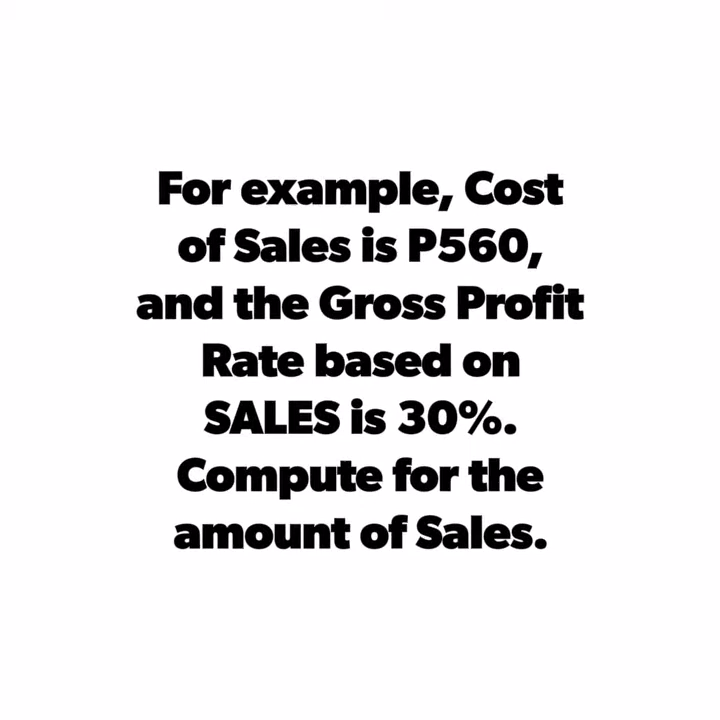 For example, Cost
of Sales is P560,
and the Gross Profit
Rate based on
SALES is 30%.
Compute for the
amount of Sales.